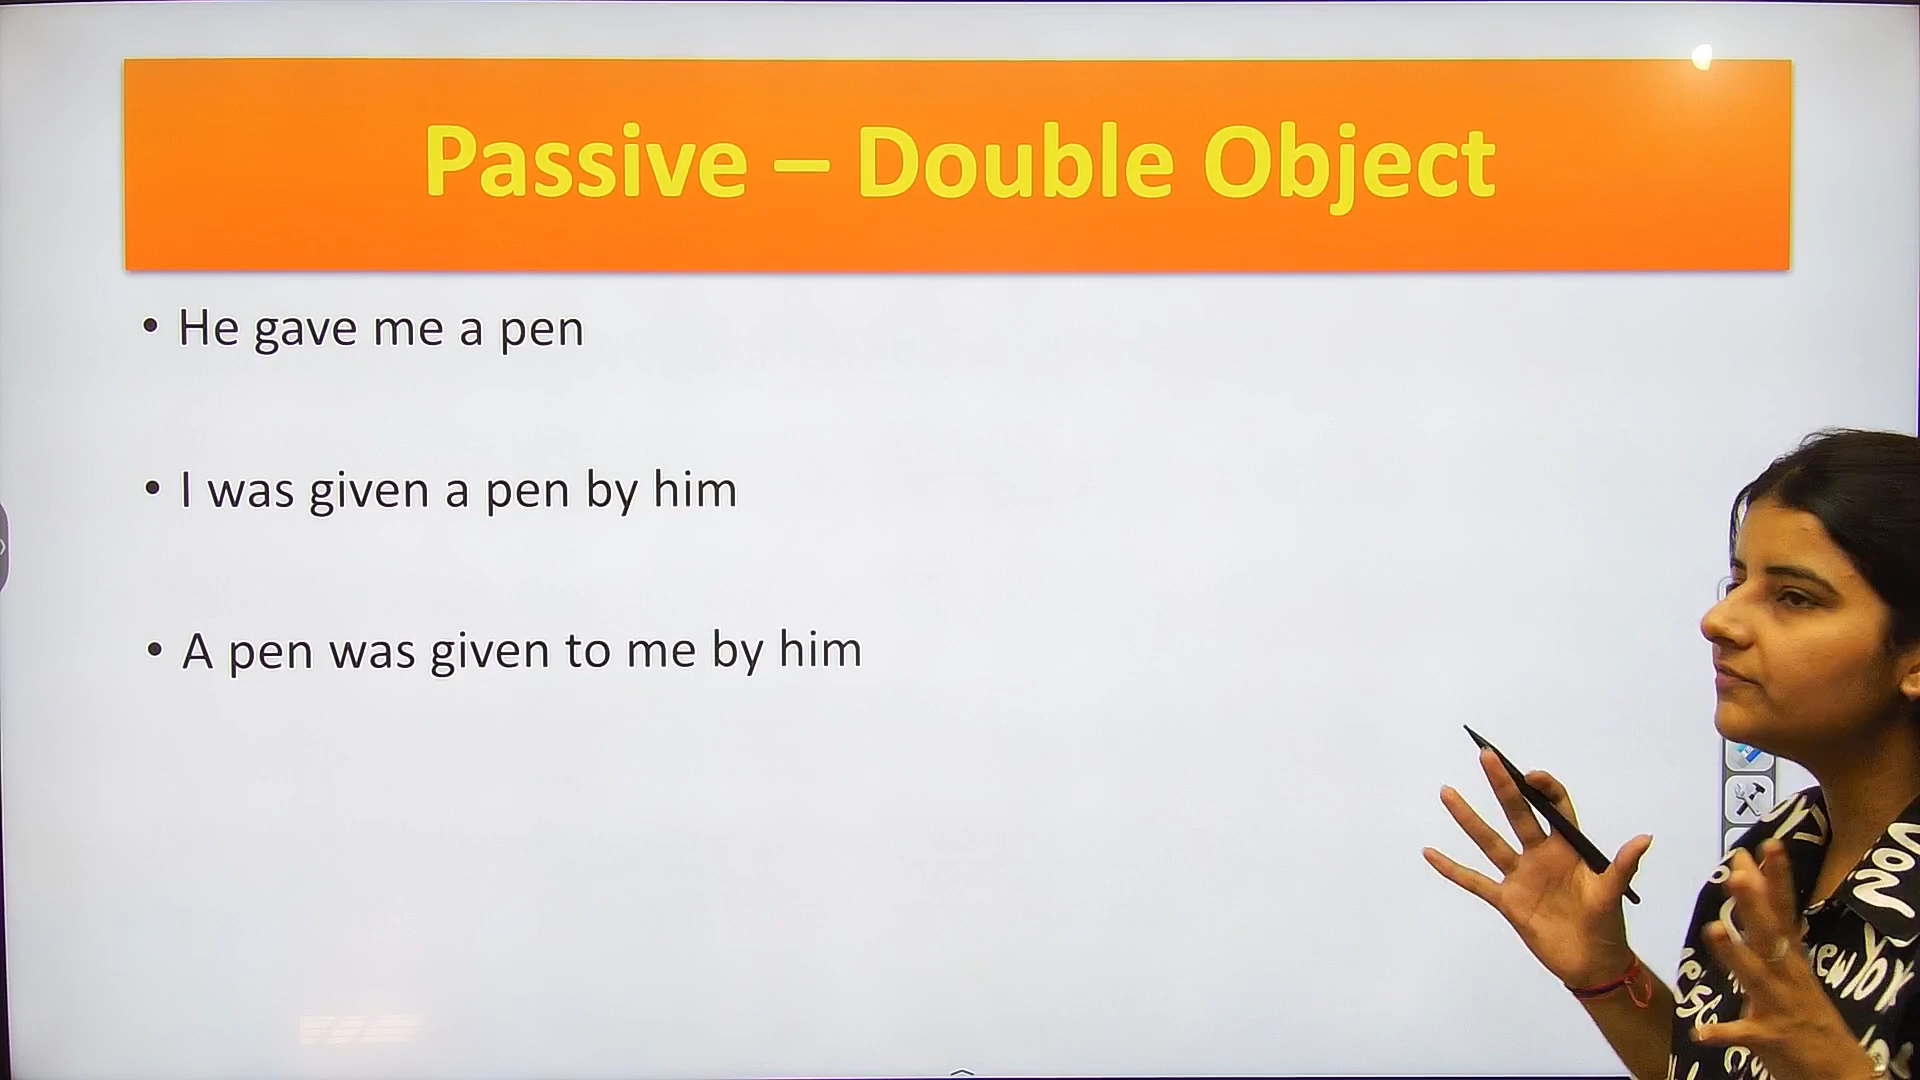 Passive – Double Object
• He gave me a pen
• I was given a pen by him
• A pen was given to me by him